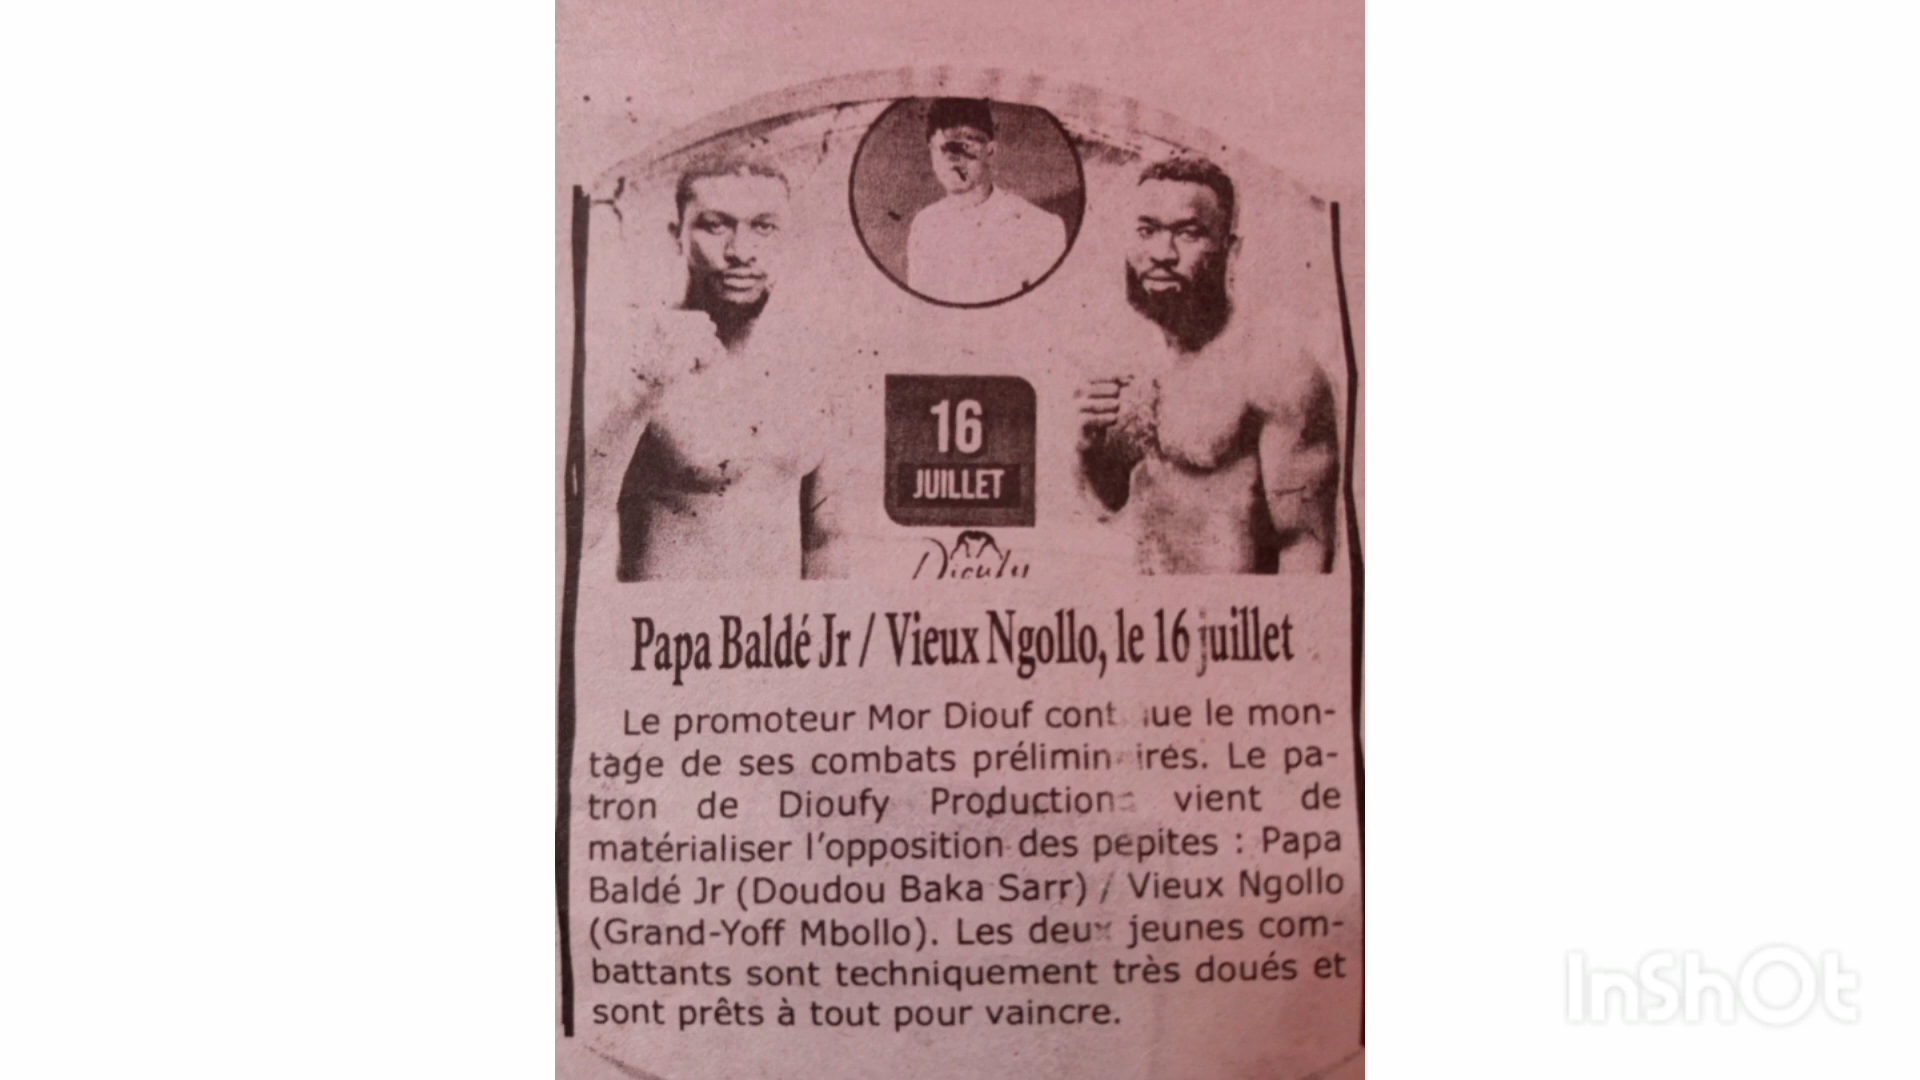 16
JUILLET
Papa Baldé Jr / Vieux Ngollo, le 16 juillet
Le promoteur Mor Diouf continue le mon-
tage de ses combats préliminaires. Le pa-
tron de Dioufy Productions vient de
matérialiser l'opposition des pepites : Papa
Baldé Jr (Doudou Baka Sarr) / Vieux Ngollo
(Grand-Yoff Mbollo). Les deux jeunes com-
battants sont techniquement très doués et
sont prêts à tout pour vaincre.
InShOt